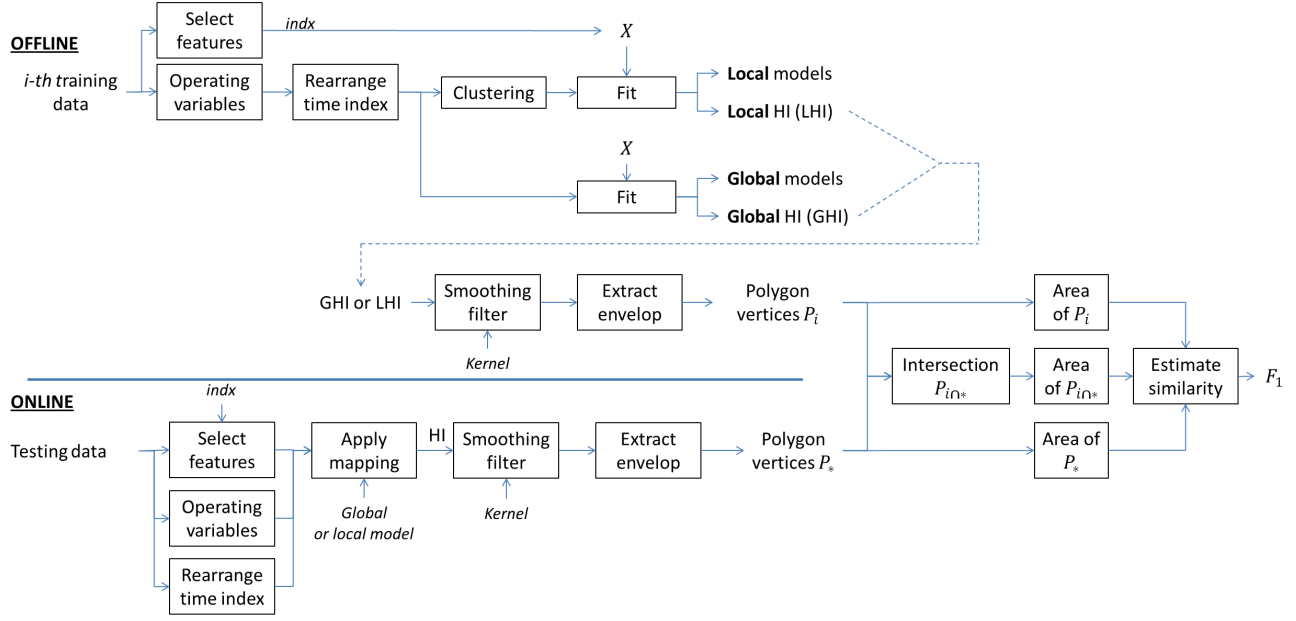 Select
features
indx
X
OFFLINE
i-th training
data
Operating
variables
Rearrange
time index
Clustering
Fit
Local models
Local HI (LHI)
X
Fit
Global models
Global HI (GHI)
GHI or LHI
Smoothing
filter
Kernel
Extract
envelop
Polygon
vertices P_i
Area
of P_i
Intersection
P_{i∩*}
Area
of P_{i∩*}
Estimate
similarity
F_1
ONLINE
indx
Testing data
Select
features
Operating
variables
Rearrange
time index
Apply
mapping
Global
or local model
HI
Smoothing
filter
Kernel
Extract
envelop
Polygon
vertices P_*
Area of
P_*